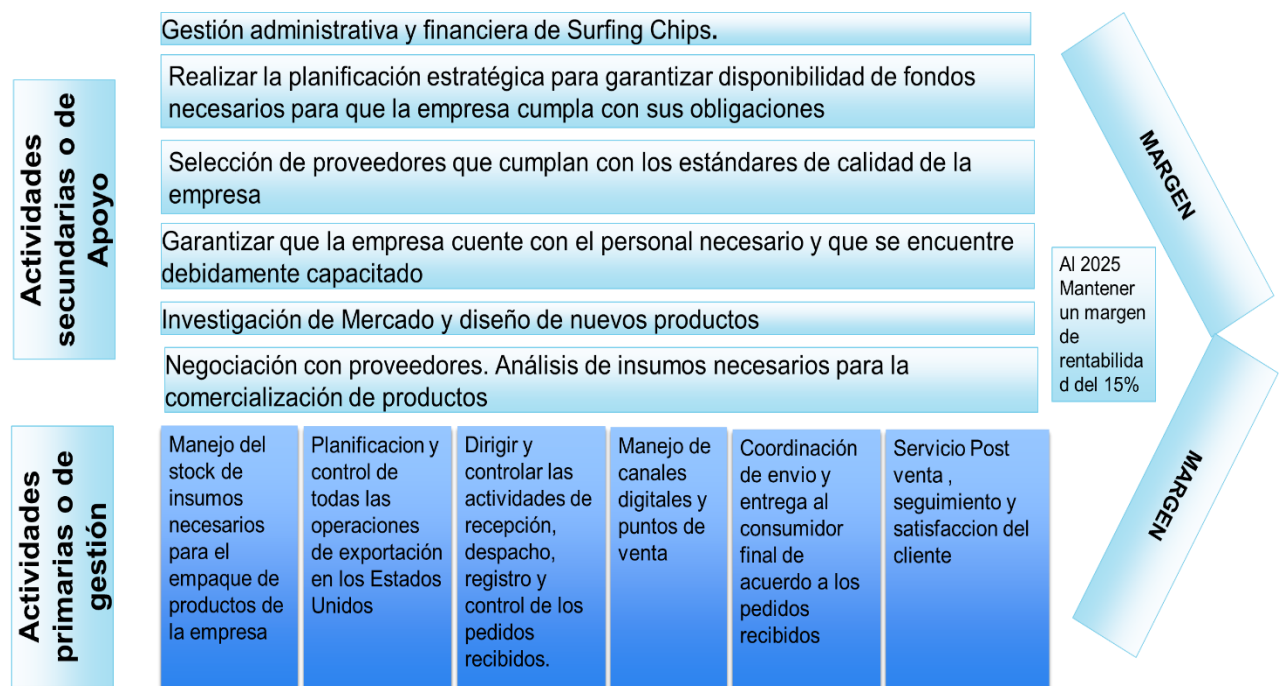 Gestión administrativa y financiera de Surfing Chips.
Realizar la planificación estratégica para garantizar disponibilidad de fondos
necesarios para que la empresa cumpla con sus obligaciones
Selección de proveedores que cumplan con los estándares de calidad de la
empresa
Garantizar que la empresa cuente con el personal necesario y que se encuentre
debidamente capacitado
Investigación de Mercado y diseño de nuevos productos
Negociación con proveedores. Análisis de insumos necesarios para la
comercialización de productos
Actividades
secundarias o de
Apoyo
Actividades
primarias o de
gestión
Manejo del
stock de
insumos
necesarios
para el
empaque de
productos de
la empresa
Planificacion y
control de
todas las
operaciones
de exportación
en los Estados
Unidos
Dirigir y
controlar las
actividades de
recepción,
despacho,
registro y
control de los
pedidos
recibidos.
Manejo de
canales
digitales y
puntos de
venta
Coordinación
de envio y
entrega al
consumidor
final de
acuerdo a los
pedidos
recibidos
Servicio Post
venta ,
seguimiento y
satisfaccion del
cliente
Al 2025
Mantener
un margen
de
rentabilida
d del 15%
MARGEN
MARGEN